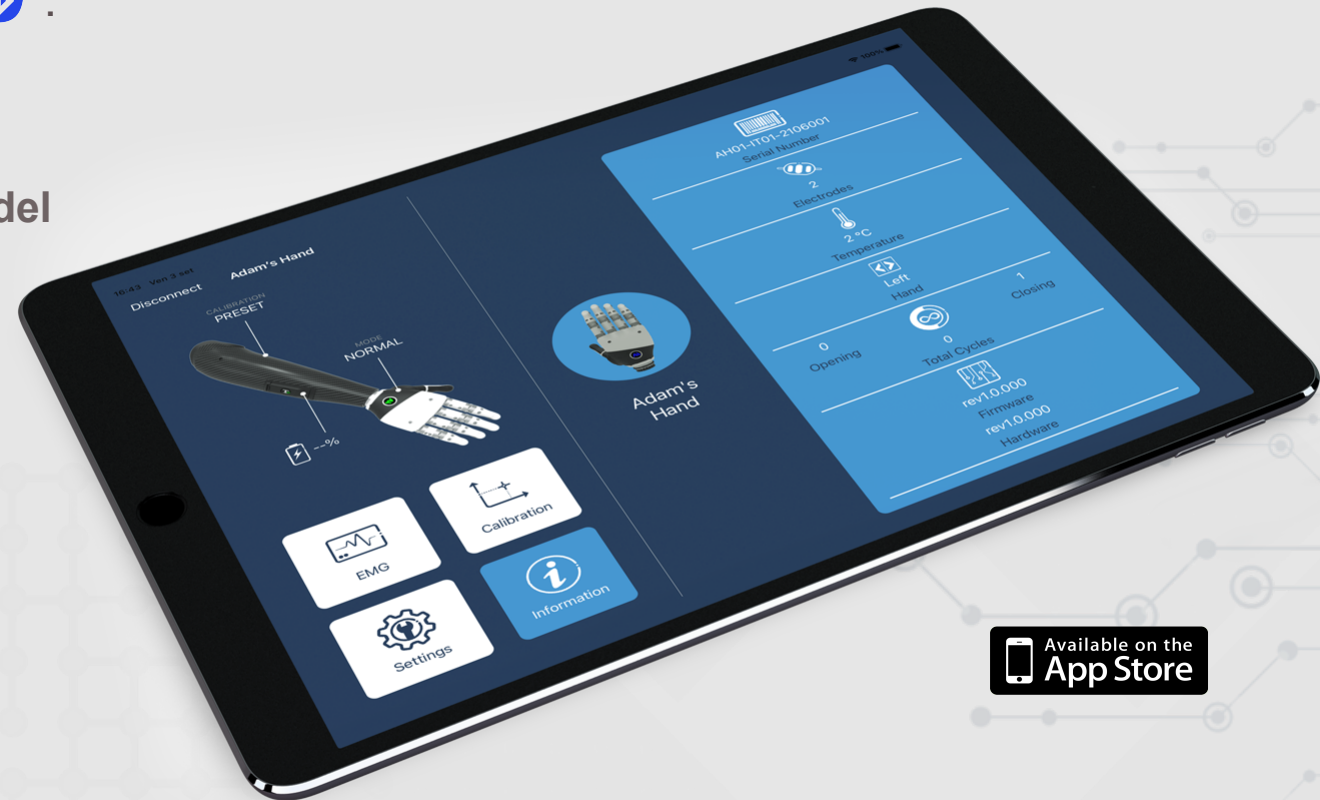 .
del
16:43 Ven 3 set
100%
Disconnect
Adam's Hand
CALIBRATION
PRESET
MODE
NORMAL
--%
EMG
Calibration
Settings
Information
Adam's
Hand
AH01-IT01-2106001
Serial Number
2
Electrodes
2 °C
Temperature
Left
Hand
0
Opening
1
Closing
0
Total Cycles
rev1.0.000
Firmware
rev1.0.000
Hardware
Available on the
App Store